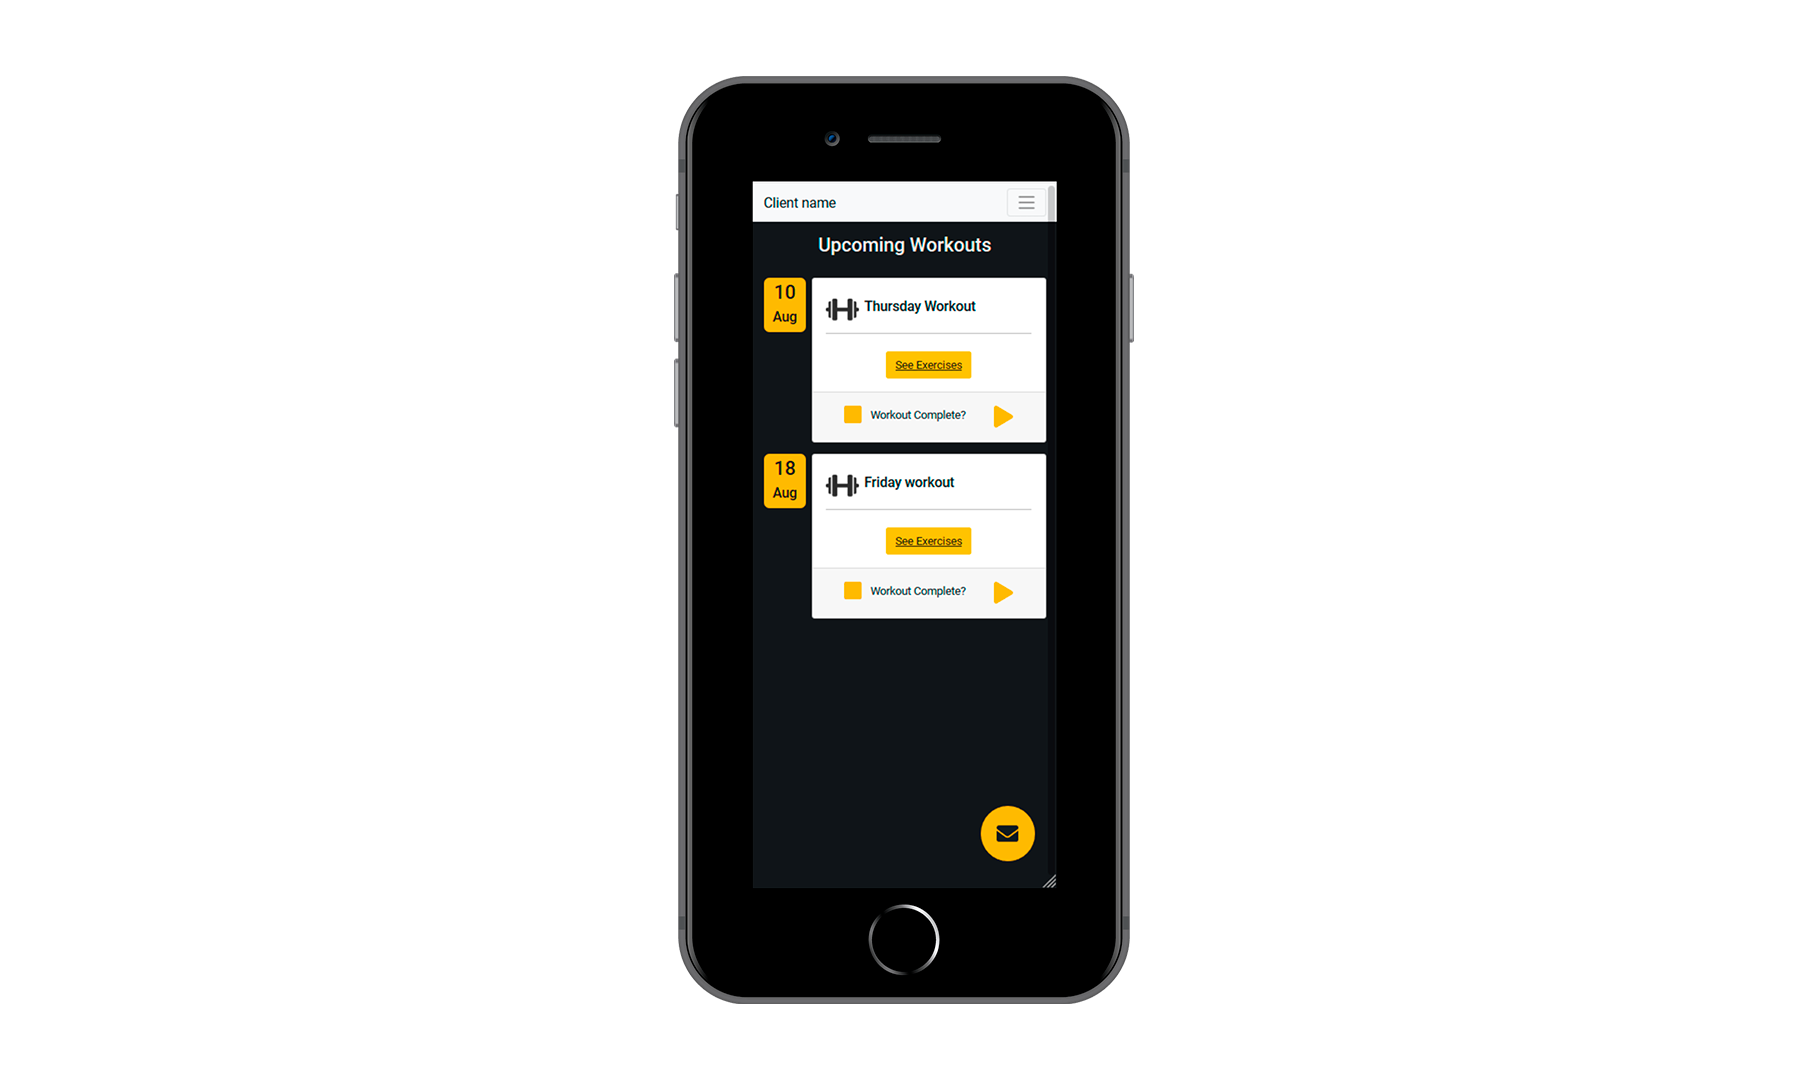 Client name
Upcoming Workouts
10
Aug
Thursday Workout
See Exercises
Workout Complete?
18
Aug
Friday workout
See Exercises
Workout Complete?